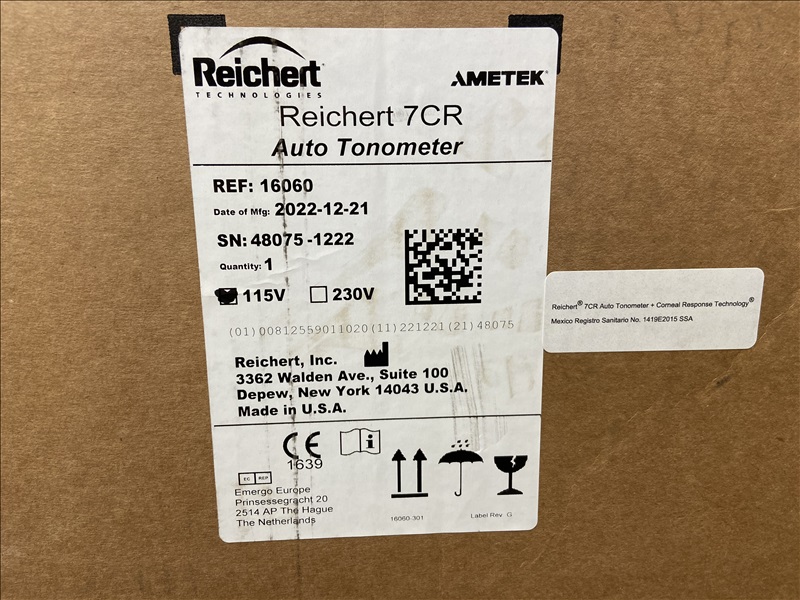 Reichert
TECHNOLOGIES
AMETEK®
Reichert 7CR
Auto Tonometer
REF: 16060
Date of Mfg: 2022-12-21
SN: 48075-1222
Quantity: 1
115V 230V
(01)00812559011020(11)221221(21)48075
Reichert, Inc.
3362 Walden Ave., Suite 100
Depew, New York 14043 U.S.A.
Made in U.S.A.
CE
1639
i
EC REP
Emergo Europe
Prinsessegracht 20
2514 AP The Hague
The Netherlands
16060-301
Label Rev. G
Reichert® 7CR Auto Tonometer + Corneal Response Technology®
Mexico Registro Sanitario No. 1419E2015 SSA